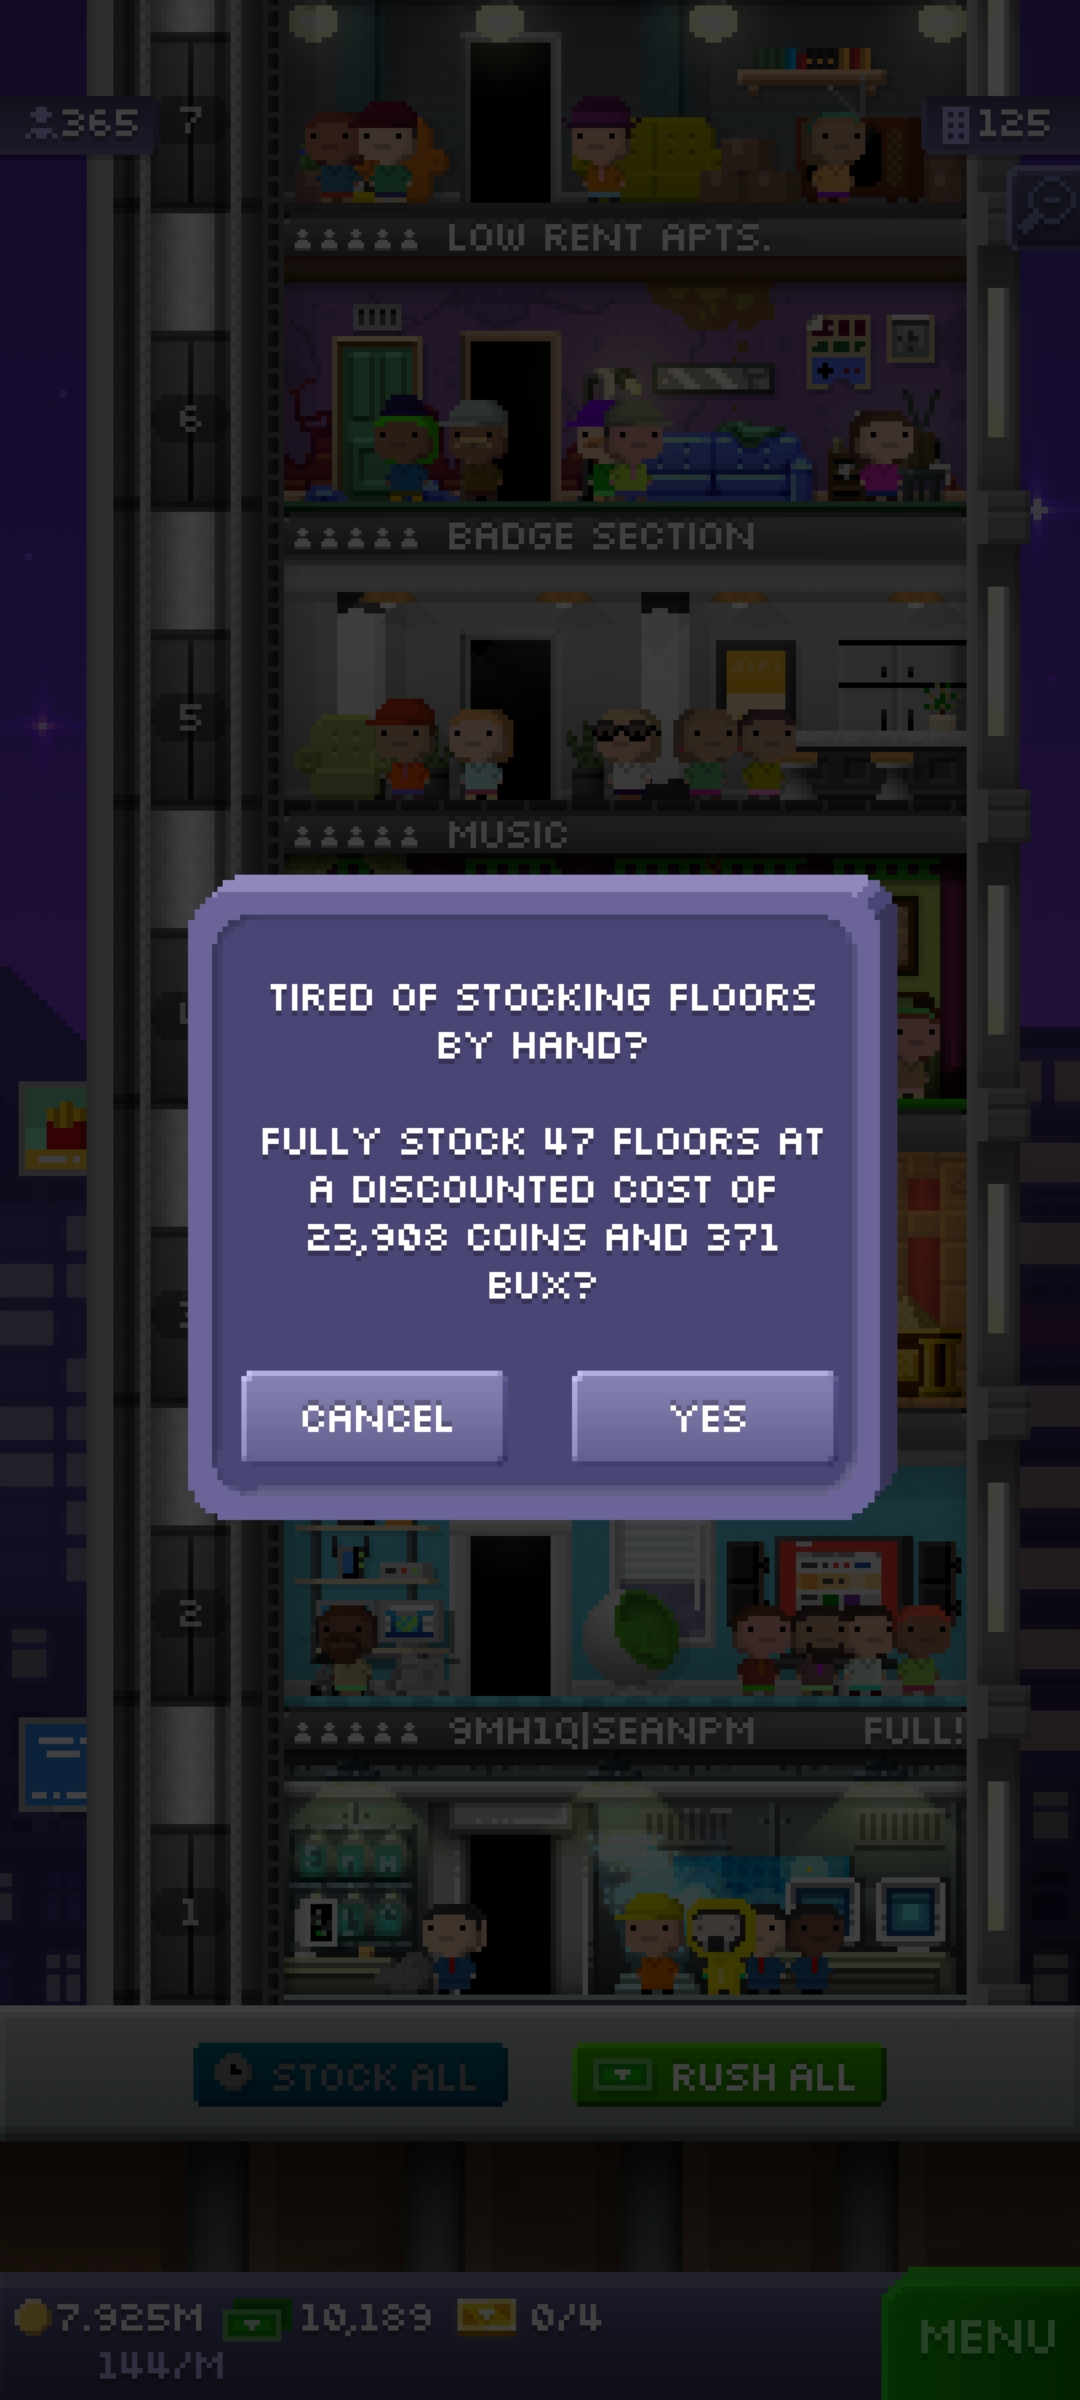 365
7
125
LOW RENT APTS.
6
BADGE SECTION
5
MUSIC
TIRED OF STOCKING FLOORS
BY HAND?
FULLY STOCK 47 FLOORS AT
A DISCOUNTED COST OF
23,908 COINS AND 371
BUX?
CANCEL
YES
2
9MH1Q|SEANPM
FULL!
1
STOCK ALL
RUSH ALL
7.925M
10,189
0/4
144/M
MENU